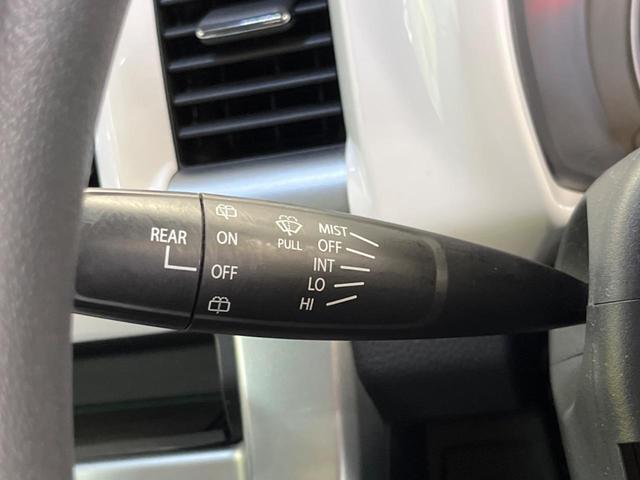 REAR
ON
OFF
PULL
MIST
OFF
INT
LO
HI